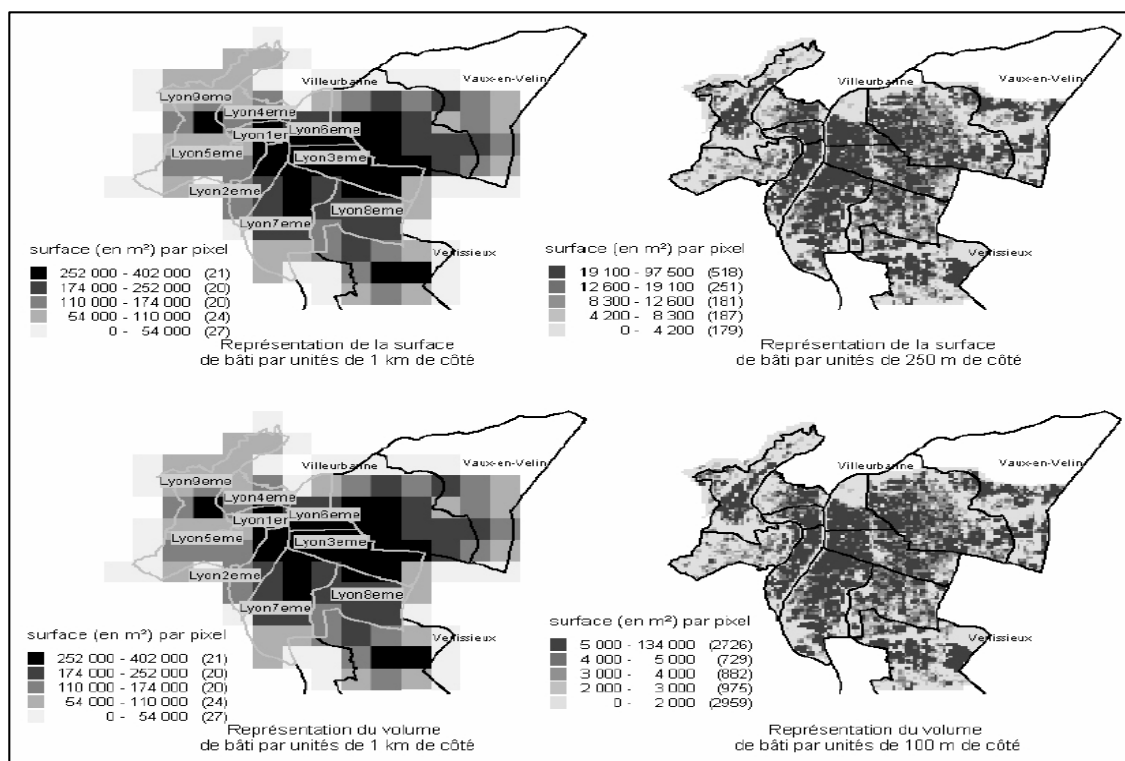 Villeurbanne
Vaux-en-Velin
Lyon9eme
Lyon4eme
Lyon1er
Lyon6eme
Lyon5eme
Lyon3eme
Lyon2eme
Lyon8eme
Lyon7eme
Venissieux
surface (en m²) par pixel
252 000 - 402 000 (21)
174 000 - 252 000 (20)
110 000 - 174 000 (20)
54 000 - 110 000 (24)
0 - 54 000 (27)
Représentation de la surface
de bâti par unités de 1 km de côté
Villeurbanne
Vaux-en-Velin
Venissieux
surface (en m²) par pixel
19 100 - 97 500 (518)
12 600 - 19 100 (251)
8 300 - 12 600 (181)
4 200 - 8 300 (187)
0 - 4 200 (179)
Représentation de la surface
de bâti par unités de 250 m de côté
Villeurbanne
Vaux-en-Velin
Lyon9eme
Lyon4eme
Lyon1er
Lyon6eme
Lyon5eme
Lyon3eme
Lyon2eme
Lyon8eme
Lyon7eme
Venissieux
surface (en m²) par pixel
252 000 - 402 000 (21)
174 000 - 252 000 (20)
110 000 - 174 000 (20)
54 000 - 110 000 (24)
0 - 54 000 (27)
Représentation du volume
de bâti par unités de 1 km de côté
Villeurbanne
Vaux-en-Velin
Venissieux
surface (en m²) par pixel
5 000 - 134 000 (2726)
4 000 - 5 000 (729)
3 000 - 4 000 (882)
2 000 - 3 000 (975)
0 - 2 000 (2959)
Représentation du volume
de bâti par unités de 100 m de côté